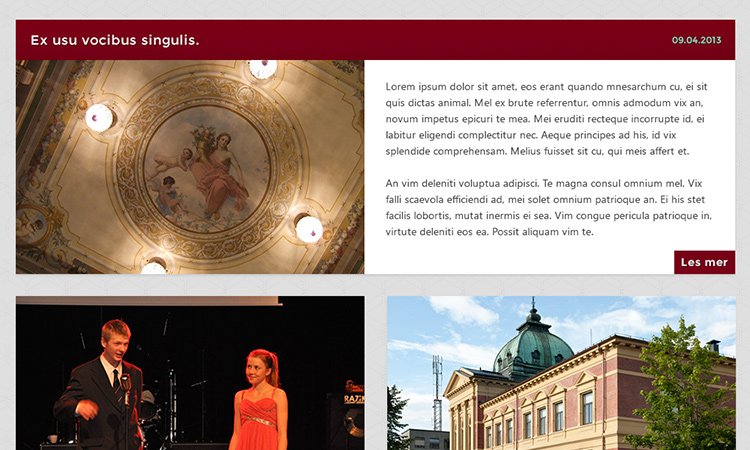 Ex usu vocibus singulis.
09.04.2013
Lorem ipsum dolor sit amet, eos erant quando mnesarchum cu, ei sit
quis dictas animal. Mel ex brute referrentur, omnis admodum vix an,
novum impetus epicuri te mea. Mei eruditi recteque incorrupte id, ei
labitur eligendi complectitur nec. Aeque principes ad his, id vix
splendide comprehensam. Melius fuisset sit cu, qui meis affert et.
An vim deleniti voluptua adipisci. Te magna consul omnium mel. Vix
falli scaevola efficiendi ad, mei solet omnium patrioque an. Ei his stet
facilis lobortis, mutat inermis ei sea. Vim congue pericula patrioque in,
virtute deleniti eos ea. Possit aliquam vim te.
Les mer